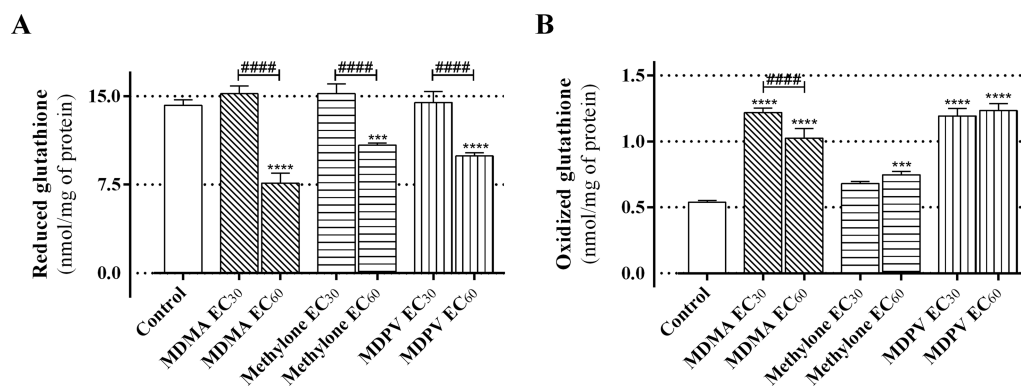 A
Reduced glutathione
(nmol/mg of protein)
15.0
7.5
0.0
####
####
####
****
***
****
Control
MDMA EC30
MDMA EC60
Methylone EC30
Methylone EC60
MDPV EC30
MDPV EC60
B
Oxidized glutathione
(nmol/mg of protein)
1.5
1.0
0.5
0.0
####
****
****
***
****
****
Control
MDMA EC30
MDMA EC60
Methylone EC30
Methylone EC60
MDPV EC30
MDPV EC60